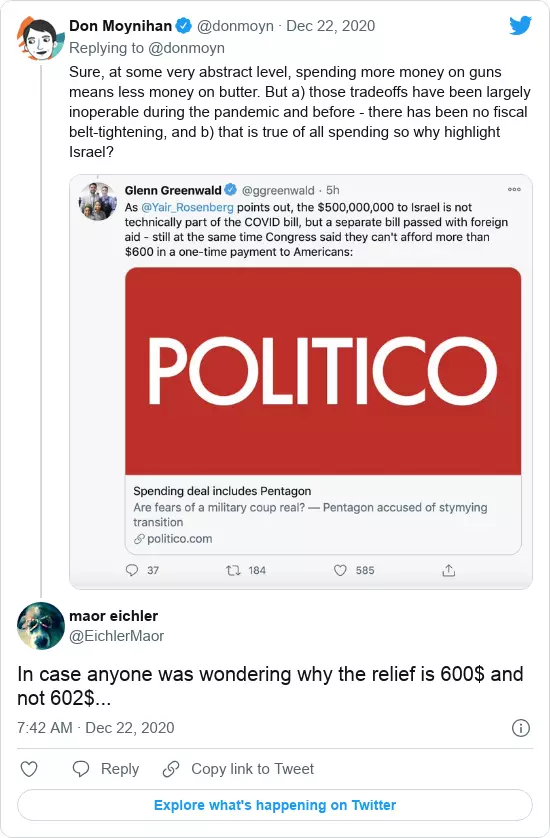 Don Moynihan @donmoyn · Dec 22, 2020
Replying to @donmoyn
Sure, at some very abstract level, spending more money on guns
means less money on butter. But a) those tradeoffs have been largely
inoperable during the pandemic and before - there has been no fiscal
belt-tightening, and b) that is true of all spending so why highlight
Israel?
Glenn Greenwald @ggreenwald · 5h
As @Yair_Rosenberg points out, the $500,000,000 to Israel is not
technically part of the COVID bill, but a separate bill passed with foreign
aid - still at the same time Congress said they can't afford more than
$600 in a one-time payment to Americans:
POLITICO
Spending deal includes Pentagon
Are fears of a military coup real? — Pentagon accused of stymying
transition
politico.com
37 184 585
maor eichler
@EichlerMaor
In case anyone was wondering why the relief is 600$ and
not 602$...
7:42 AM · Dec 22, 2020
Reply Copy link to Tweet
Explore what's happening on Twitter